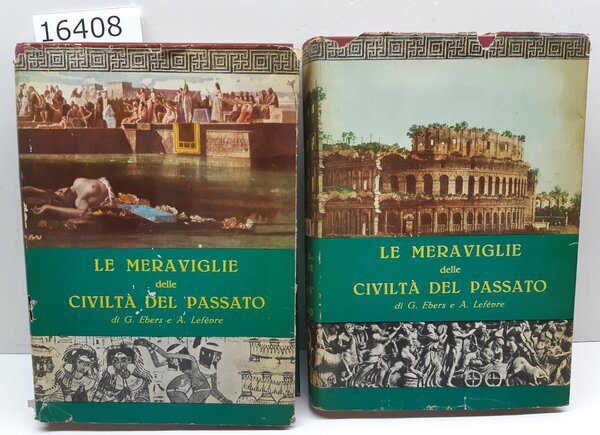 16408
LE MERAVIGLIE
delle
CIVILTÀ DEL PASSATO
di G. Ebers e A. Lefèvre
LE MERAVIGLIE
delle
CIVILTÀ DEL PASSATO
di G. Ebers e A. Lefèvre